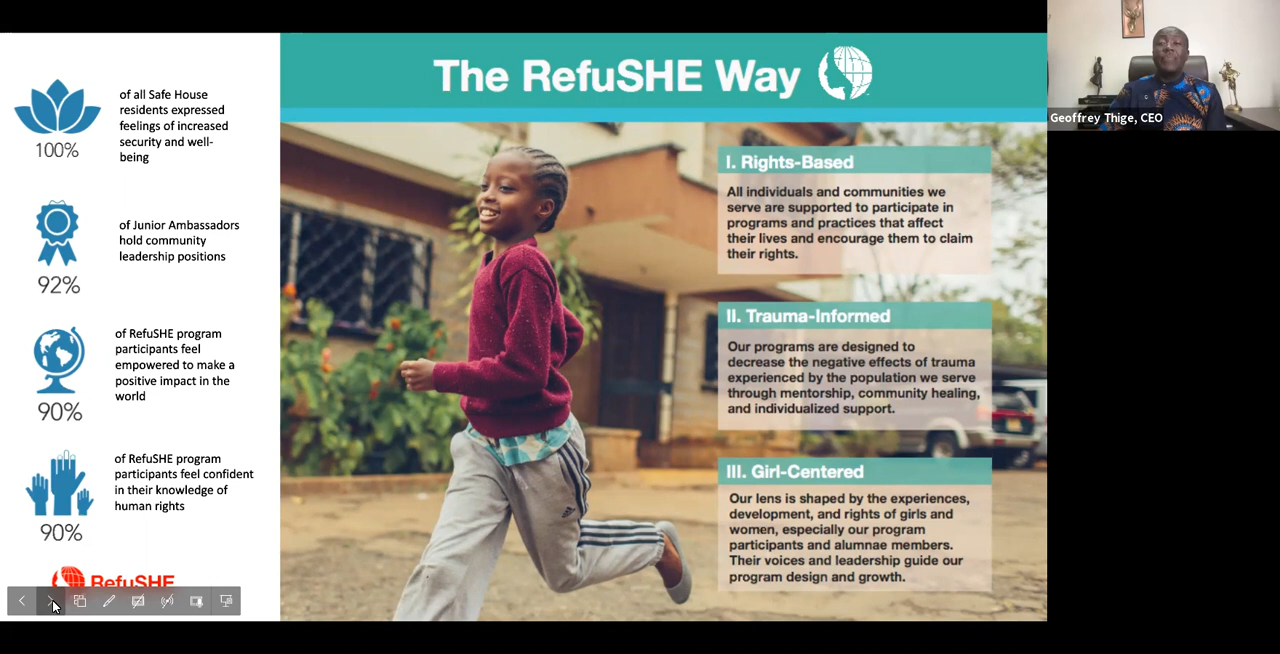 of all Safe House
residents expressed
feelings of increased
security and well-
being
100%
of Junior Ambassadors
hold community
leadership positions
92%
of RefuSHE program
participants feel
empowered to make a
positive impact in the
world
90%
of RefuSHE program
participants feel confident
in their knowledge of
human rights
90%
RefuSHE
The RefuSHE Way
I. Rights-Based
All individuals and communities we
serve are supported to participate in
programs and practices that affect
their lives and encourage them to claim
their rights.
II. Trauma-Informed
Our programs are designed to
decrease the negative effects of trauma
experienced by the population we serve
through mentorship, community healing,
and individualized support.
III. Girl-Centered
Our lens is shaped by the experiences,
development, and rights of girls and
women, especially our program
participants and alumnae members.
Their voices and leadership guide our
program design and growth.
Geoffrey Thige, CEO